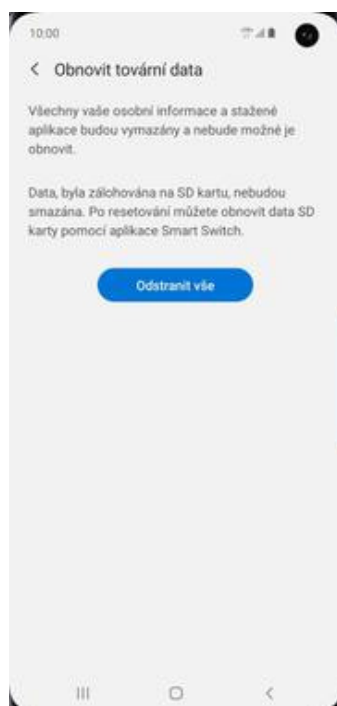 10:00
Obnovit tovární data
Všechny vaše osobní informace a stažené
aplikace budou vymazány a nebude možné je
obnovit.
Data, byla zálohována na SD kartu, nebudou
smazána. Po resetování můžete obnovit data SD
karty pomocí aplikace Smart Switch.
Odstranit vše